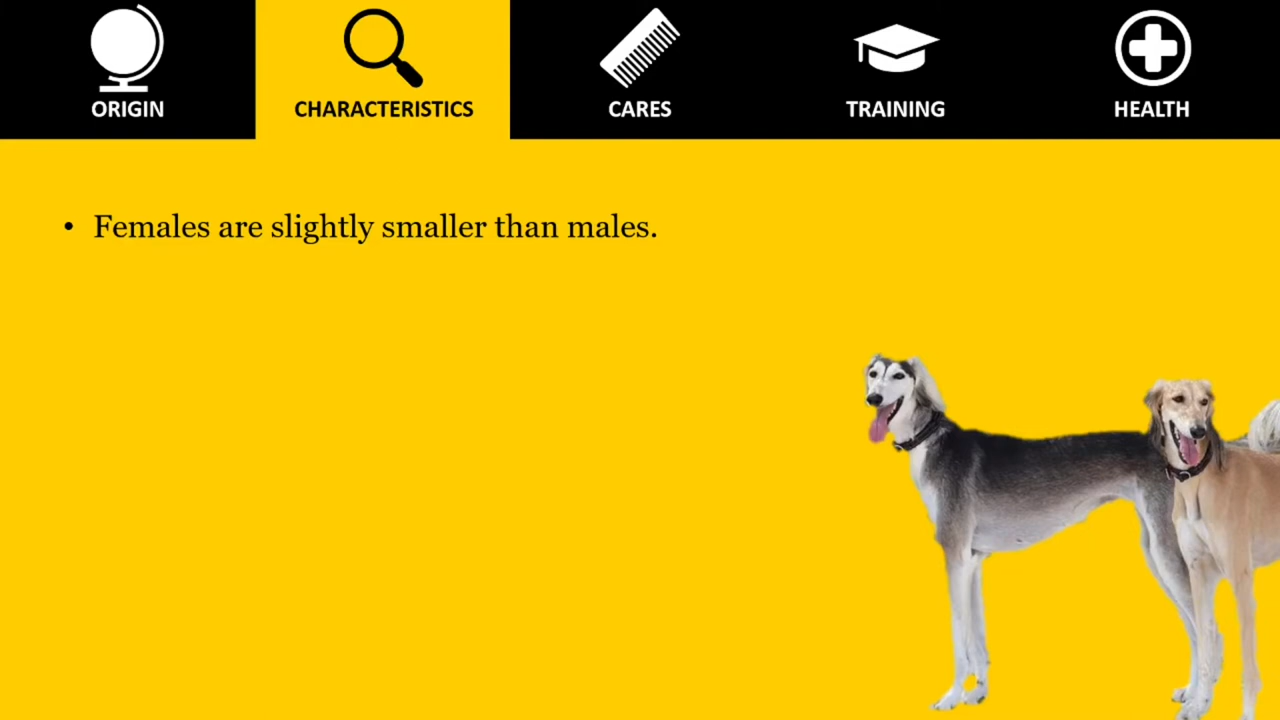 ORIGIN
CHARACTERISTICS
CARES
TRAINING
HEALTH
• Females are slightly smaller than males.